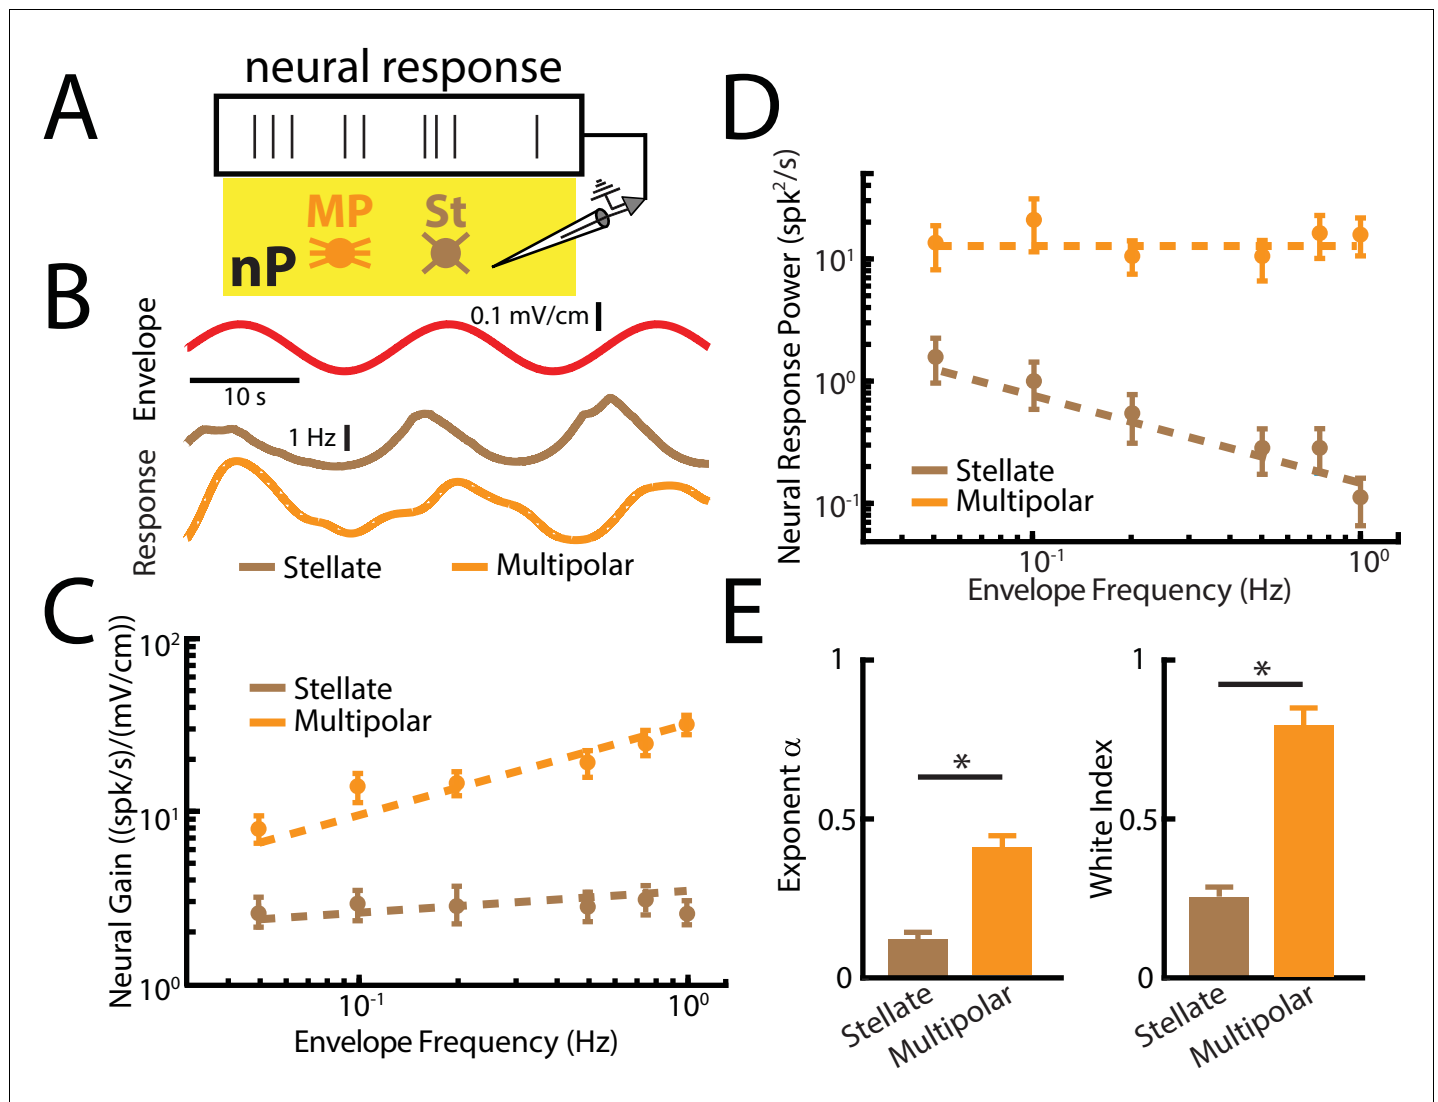 A
neural response
MP
St
nP
B
Envelope
0.1 mV/cm
10 s
Response
1 Hz
Stellate
Multipolar
C
Neural Gain ((spk/s)/(mV/cm))
10²
10¹
10⁰
Stellate
Multipolar
10⁻¹
10⁰
Envelope Frequency (Hz)
D
Neural Response Power (spk²/s)
10¹
10⁰
10⁻¹
Stellate
Multipolar
10⁻¹
10⁰
Envelope Frequency (Hz)
E
Exponent α
1
0.5
0
*
Stellate
Multipolar
White Index
1
0.5
0
*
Stellate
Multipolar